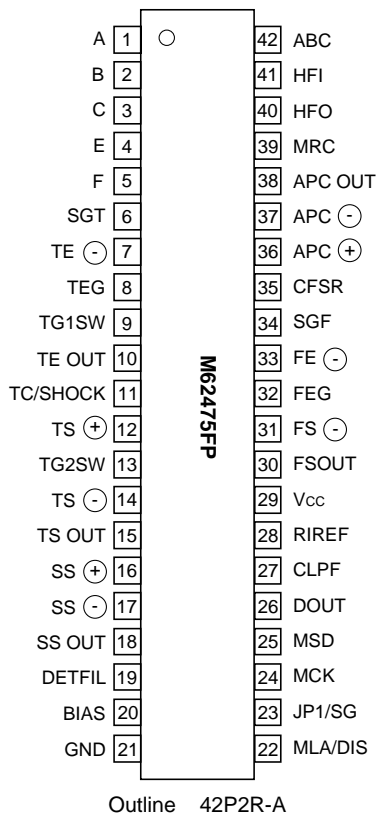 A 1 42 ABC
B 2 41 HFI
C 3 40 HFO
E 4 39 MRC
F 5 38 APC OUT
SGT 6 37 APC -
TE - 7 36 APC +
TEG 8 35 CFSR
TG1SW 9 34 SGF
TE OUT 10 33 FE -
TC/SHOCK 11 32 FEG
TS + 12 31 FS -
TG2SW 13 30 FSOUT
TS - 14 29 Vcc
TS OUT 15 28 RIREF
SS + 16 27 CLPF
SS - 17 26 DOUT
SS OUT 18 25 MSD
DETFIL 19 24 MCK
BIAS 20 23 JP1/SG
GND 21 22 MLA/DIS
M62475FP
Outline 42P2R-A